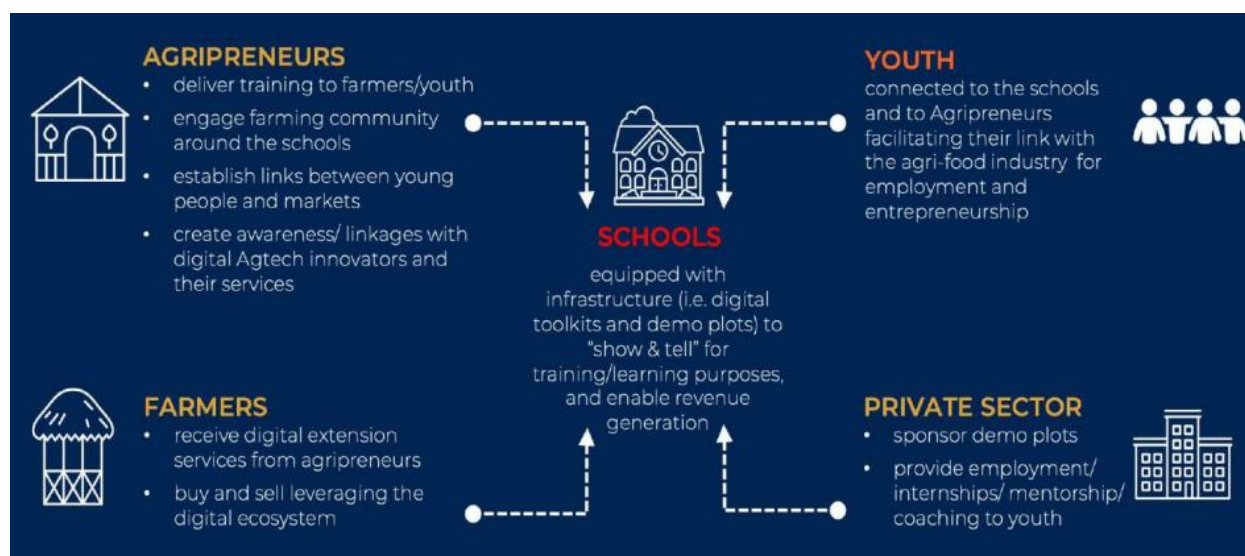 AGRIPRENEURS
• deliver training to farmers/youth
• engage farming community
around the schools
• establish links between young
people and markets
• create awareness/ linkages with
digital Agtech innovators and
their services
YOUTH
connected to the schools
and to Agripreneurs
facilitating their link with
the agri-food industry for
employment and
entrepreneurship
SCHOOLS
equipped with
infrastructure (i.e. digital
toolkits and demo plots) to
“show & tell” for
training/learning purposes,
and enable revenue
generation
FARMERS
• receive digital extension
services from agripreneurs
• buy and sell leveraging the
digital ecosystem
PRIVATE SECTOR
• sponsor demo plots
• provide employment/
internships/ mentorship/
coaching to youth